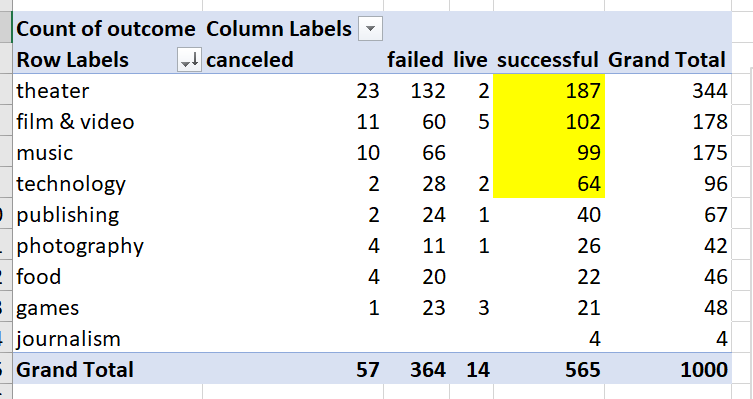 Count of outcome Column Labels
Row Labels canceled failed live successful Grand Total
theater 23 132 2 187 344
film & video 11 60 5 102 178
music 10 66 99 175
technology 2 28 2 64 96
publishing 2 24 1 40 67
photography 4 11 1 26 42
food 4 20 22 46
games 1 23 3 21 48
journalism 4 4
Grand Total 57 364 14 565 1000